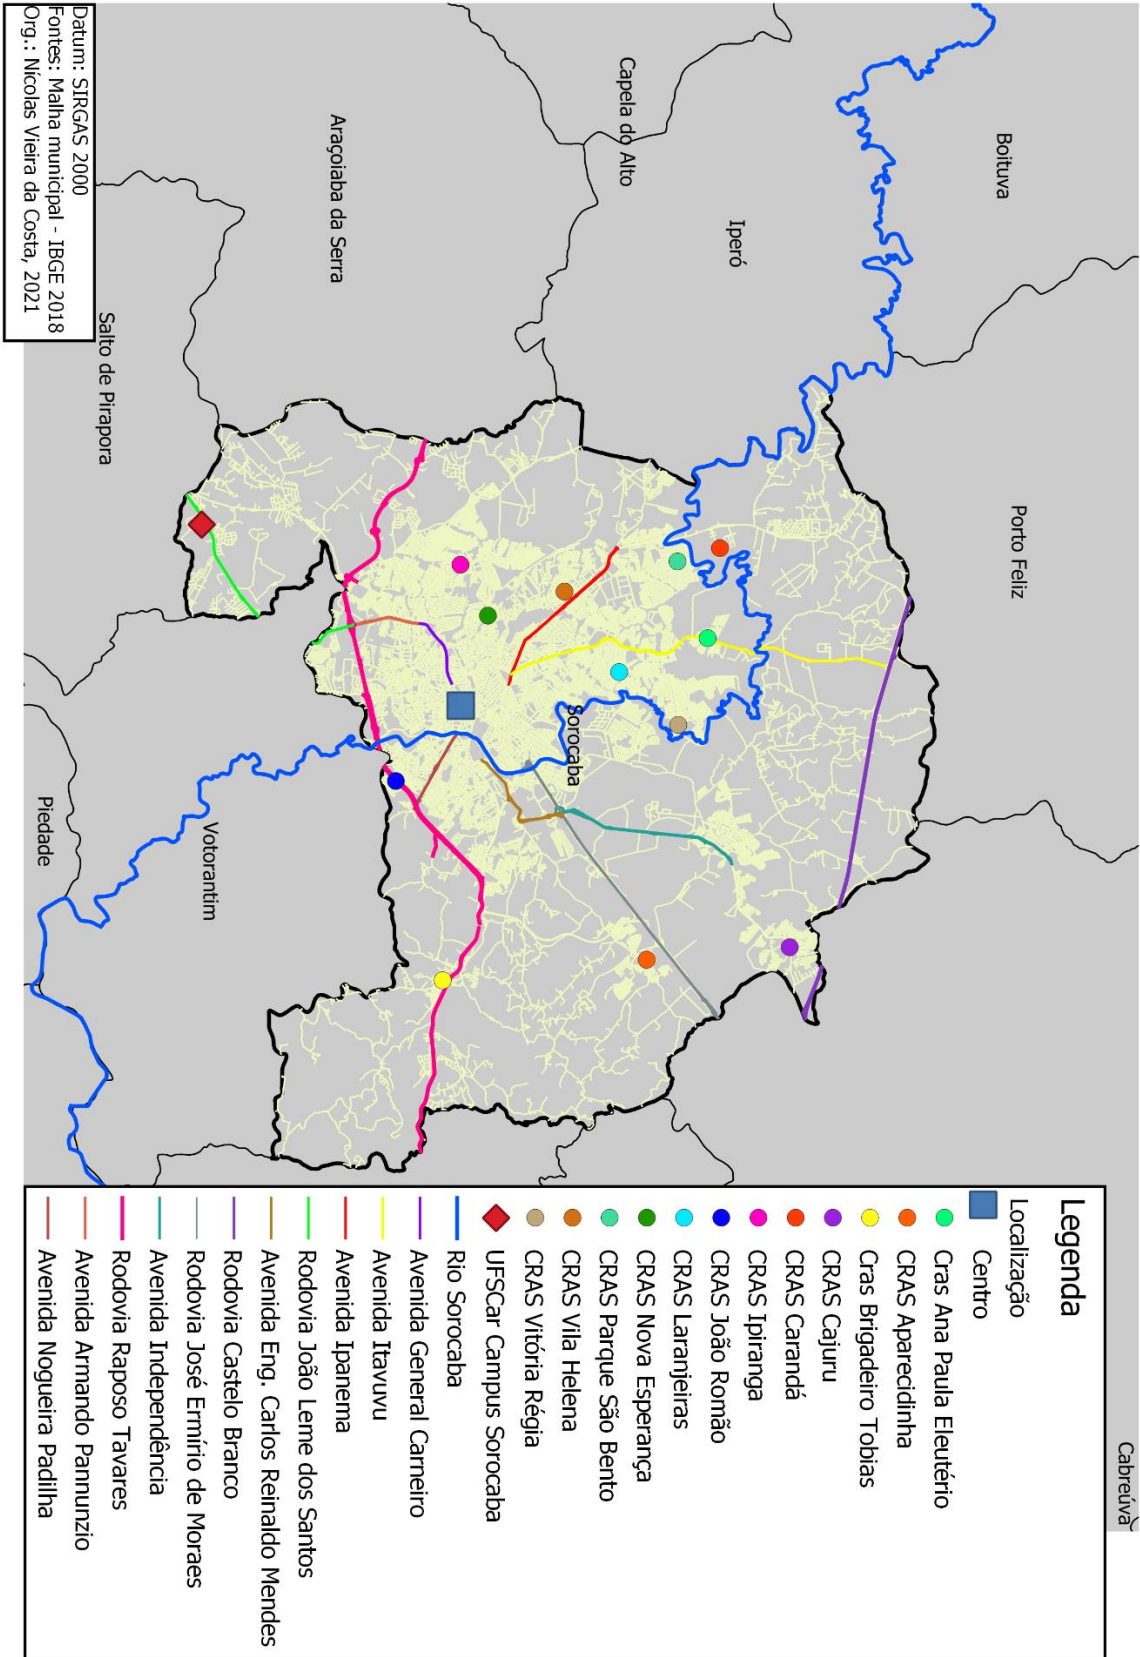 Boituva
Porto Feliz
Cabreúva
Capela do Alto
Iperó
Araçoiaba da Serra
Sorocaba
Salto de Pirapora
Votorantim
Piedade
Datum: SIRGAS 2000
Fontes: Malha municipal - IBGE 2018
Org.: Nícolas Vieira da Costa, 2021
Legenda
Localização
Centro
Cras Ana Paula Eleutério
CRAS Aparecidinha
Cras Brigadeiro Tobias
CRAS Cajuru
CRAS Carandá
CRAS Ipiranga
CRAS João Romão
CRAS Laranjeiras
CRAS Nova Esperança
CRAS Parque São Bento
CRAS Vila Helena
CRAS Vitória Régia
UFSCar Campus Sorocaba
Rio Sorocaba
Avenida General Carneiro
Avenida Itavuvu
Avenida Ipanema
Rodovia João Leme dos Santos
Avenida Eng. Carlos Reinaldo Mendes
Rodovia Castelo Branco
Rodovia José Ermírio de Moraes
Avenida Independência
Rodovia Raposo Tavares
Avenida Armando Pannunzio
Avenida Nogueira Padilha